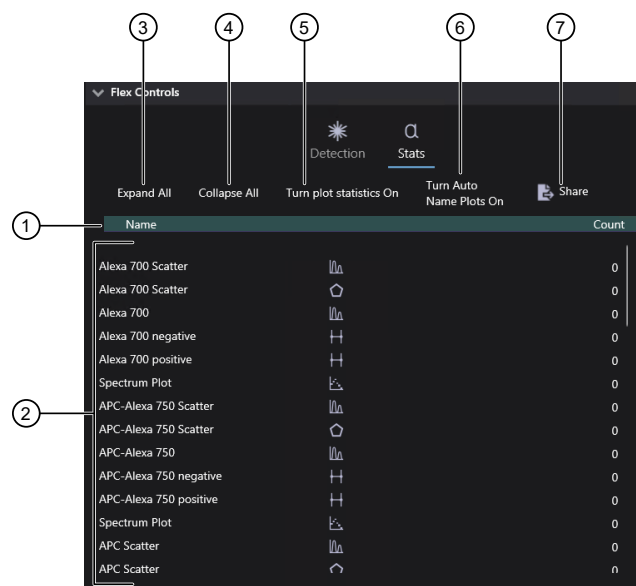 3 4 5 6 7
Flex Controls
α
Detection Stats
Expand All Collapse All Turn plot statistics On Turn Auto
Name Plots On Share
1 Name Count
Alexa 700 Scatter 0
Alexa 700 Scatter 0
Alexa 700 0
Alexa 700 negative 0
Alexa 700 positive 0
Spectrum Plot 0
2 APC-Alexa 750 Scatter 0
APC-Alexa 750 Scatter 0
APC-Alexa 750 0
APC-Alexa 750 negative 0
APC-Alexa 750 positive 0
Spectrum Plot 0
APC Scatter 0
APC Scatter 0